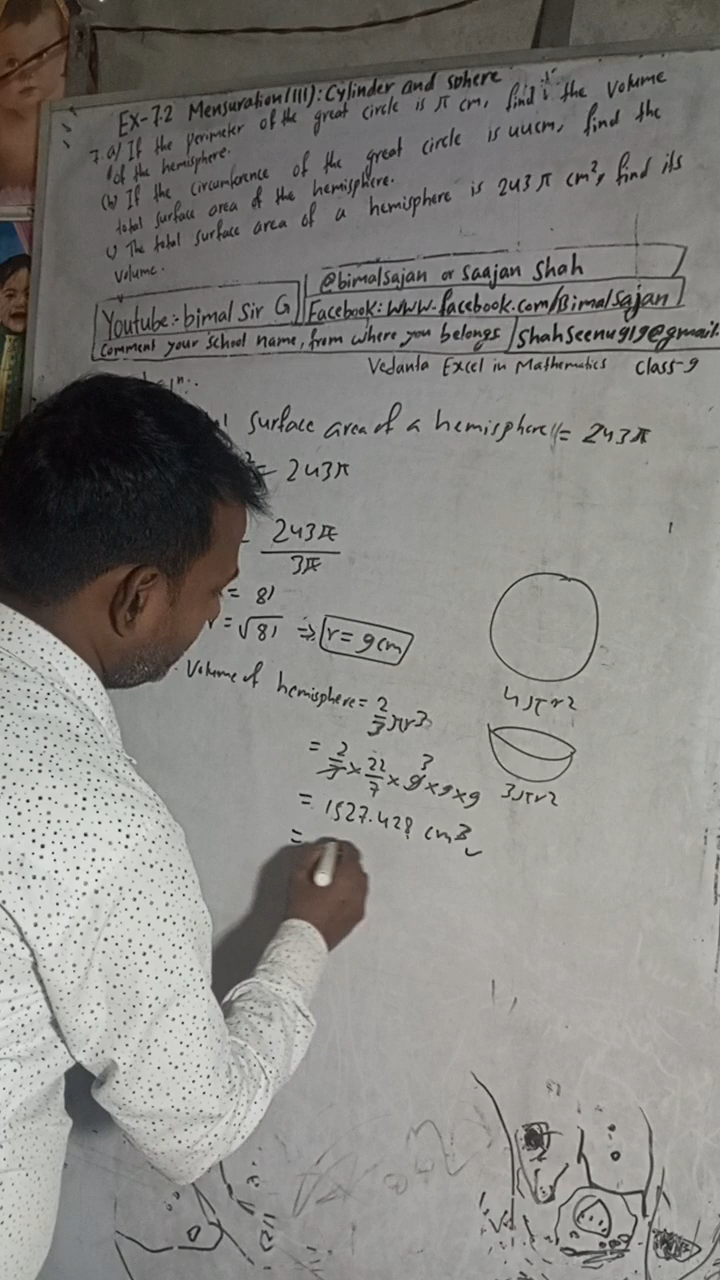 Ex-7.2 Mensuration(III): Cylinder and sphere
7. a) If the perimeter of the great circle is π cm, find the volume
of the hemisphere.
(b) If the circumference of the great circle is 44cm, find the
total surface area of the hemisphere.
c) The total surface area of a hemisphere is 243π cm², find its
volume.
@bimalsajan or Saajan Shah
Youtube:- bimal Sir G
Facebook: www.facebook.com/Bimalsajan
Comment your school name, from where you belongs
Shahseenu919@gmail.
Vedanta Excel in Mathematics Class-9
surface area of a hemisphere = 243π
2 = 243π
= 243π / 3π
= 81
r = √81 ⇒ r = 9cm
Volume of hemisphere = 2/3 πr³
= 2/3 × 22/7 × 9 × 9 × 9
3
= 1527.428 cm³
=
4πr2
3πr2